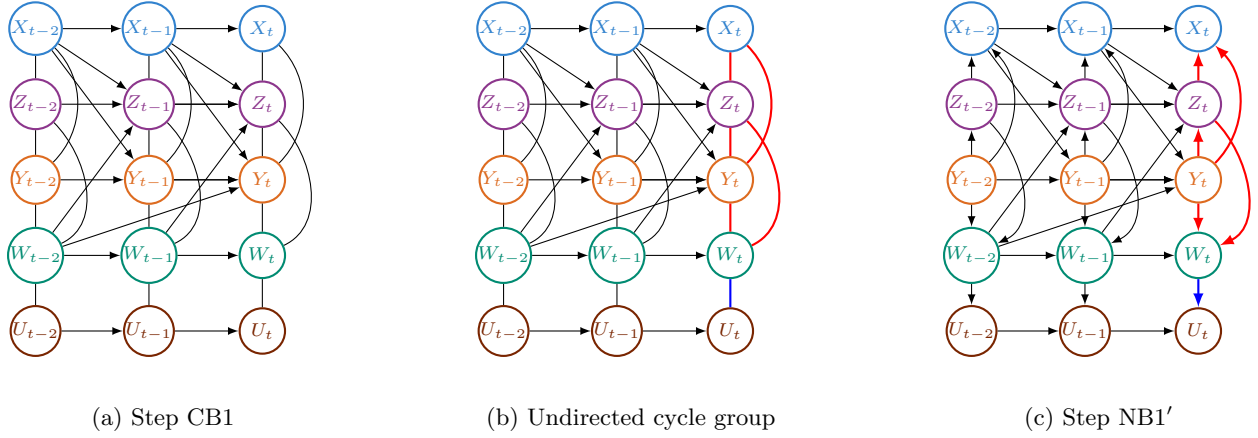 X_{t−2} X_{t−1} X_t X_{t−2} X_{t−1} X_t X_{t−2} X_{t−1} X_t
Z_{t−2} Z_{t−1} Z_t Z_{t−2} Z_{t−1} Z_t Z_{t−2} Z_{t−1} Z_t
Y_{t−2} Y_{t−1} Y_t Y_{t−2} Y_{t−1} Y_t Y_{t−2} Y_{t−1} Y_t
W_{t−2} W_{t−1} W_t W_{t−2} W_{t−1} W_t W_{t−2} W_{t−1} W_t
U_{t−2} U_{t−1} U_t U_{t−2} U_{t−1} U_t U_{t−2} U_{t−1} U_t
(a) Step CB1 (b) Undirected cycle group (c) Step NB1′